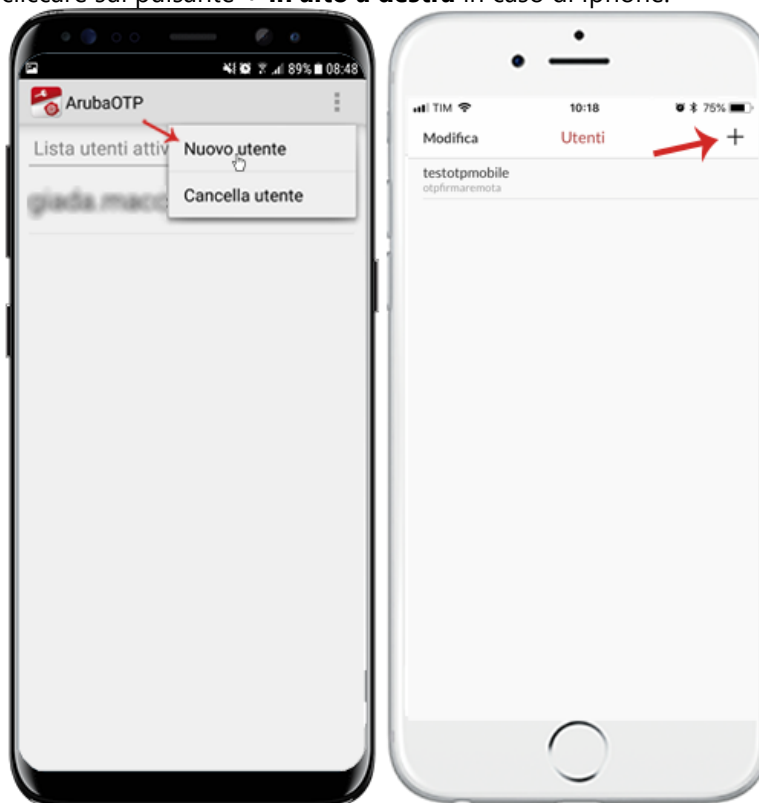 cliccare sul pulsante + in alto a destra in caso di iphone.
89% 08:48
ArubaOTP
Lista utenti attiv
Nuovo utente
Cancella utente
TIM 10:18 75%
Modifica Utenti +
testotpmobile
otpfirmaremota